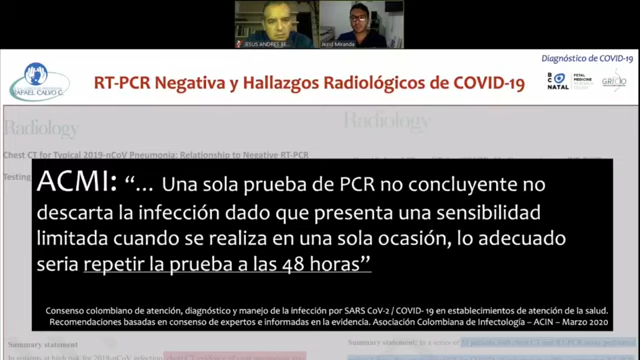 JESUS ANDRES
Jezid Miranda
Diagnóstico de COVID-19
RAFAEL CALVO C.
RT-PCR Negativa y Hallazgos Radiológicos de COVID-19
BCNATAL
FETAL MEDICINE
Radiology
Radiology
Chest CT for Typical 2019-nCoV Pneumonia: Relationship to Negative RT-PCR
Testing
ACMI: “... Una sola prueba de PCR no concluyente no
descarta la infección dado que presenta una sensibilidad
limitada cuando se realiza en una sola ocasión, lo adecuado
seria repetir la prueba a las 48 horas”
Consenso colombiano de atención, diagnóstico y manejo de la infección por SARS CoV-2 / COVID- 19 en establecimientos de atención de la salud.
Recomendaciones basadas en consenso de expertos e informadas en la evidencia. Asociación Colombiana de Infectología – ACIN – Marzo 2020
Summary statement
Summary statement: